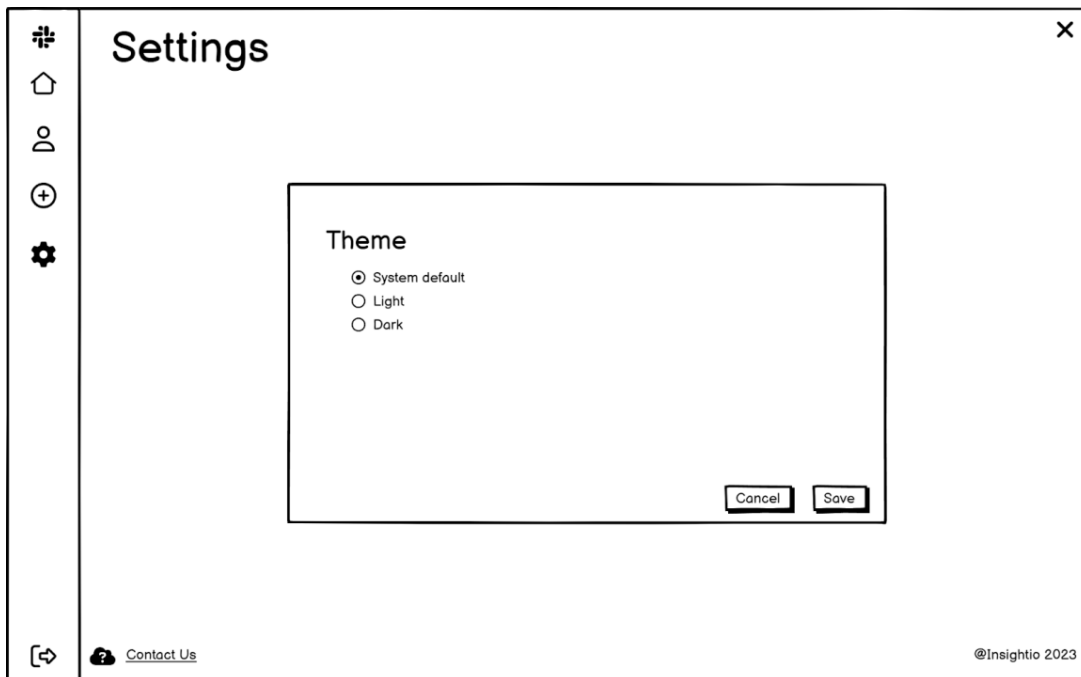 Settings
Theme
System default
Light
Dark
Cancel Save
Contact Us @Insightio 2023